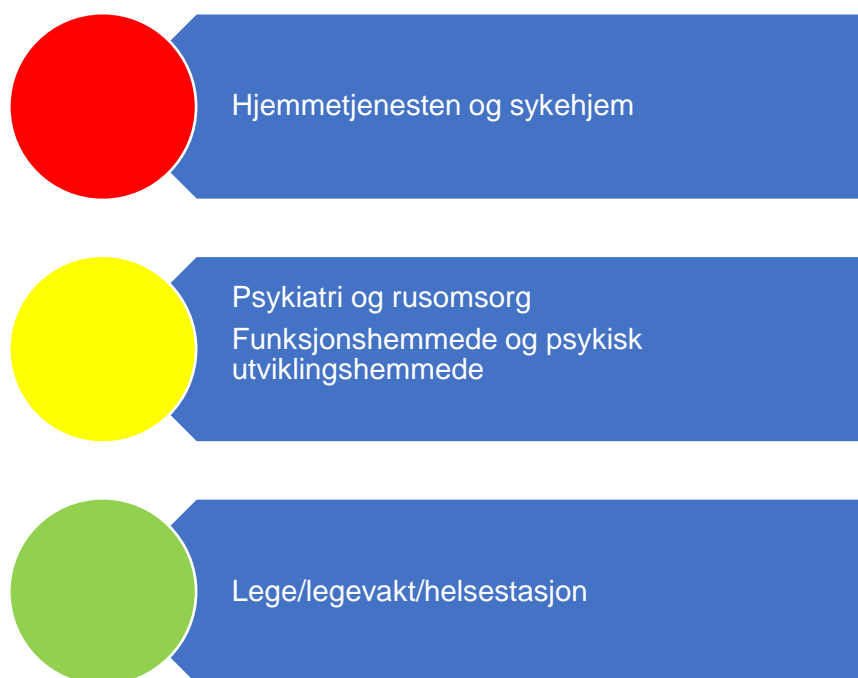 Hjemmetjenesten og sykehjem
Psykiatri og rusomsorg
Funksjonshemmede og psykisk
utviklingshemmede
Lege/legevakt/helsestasjon